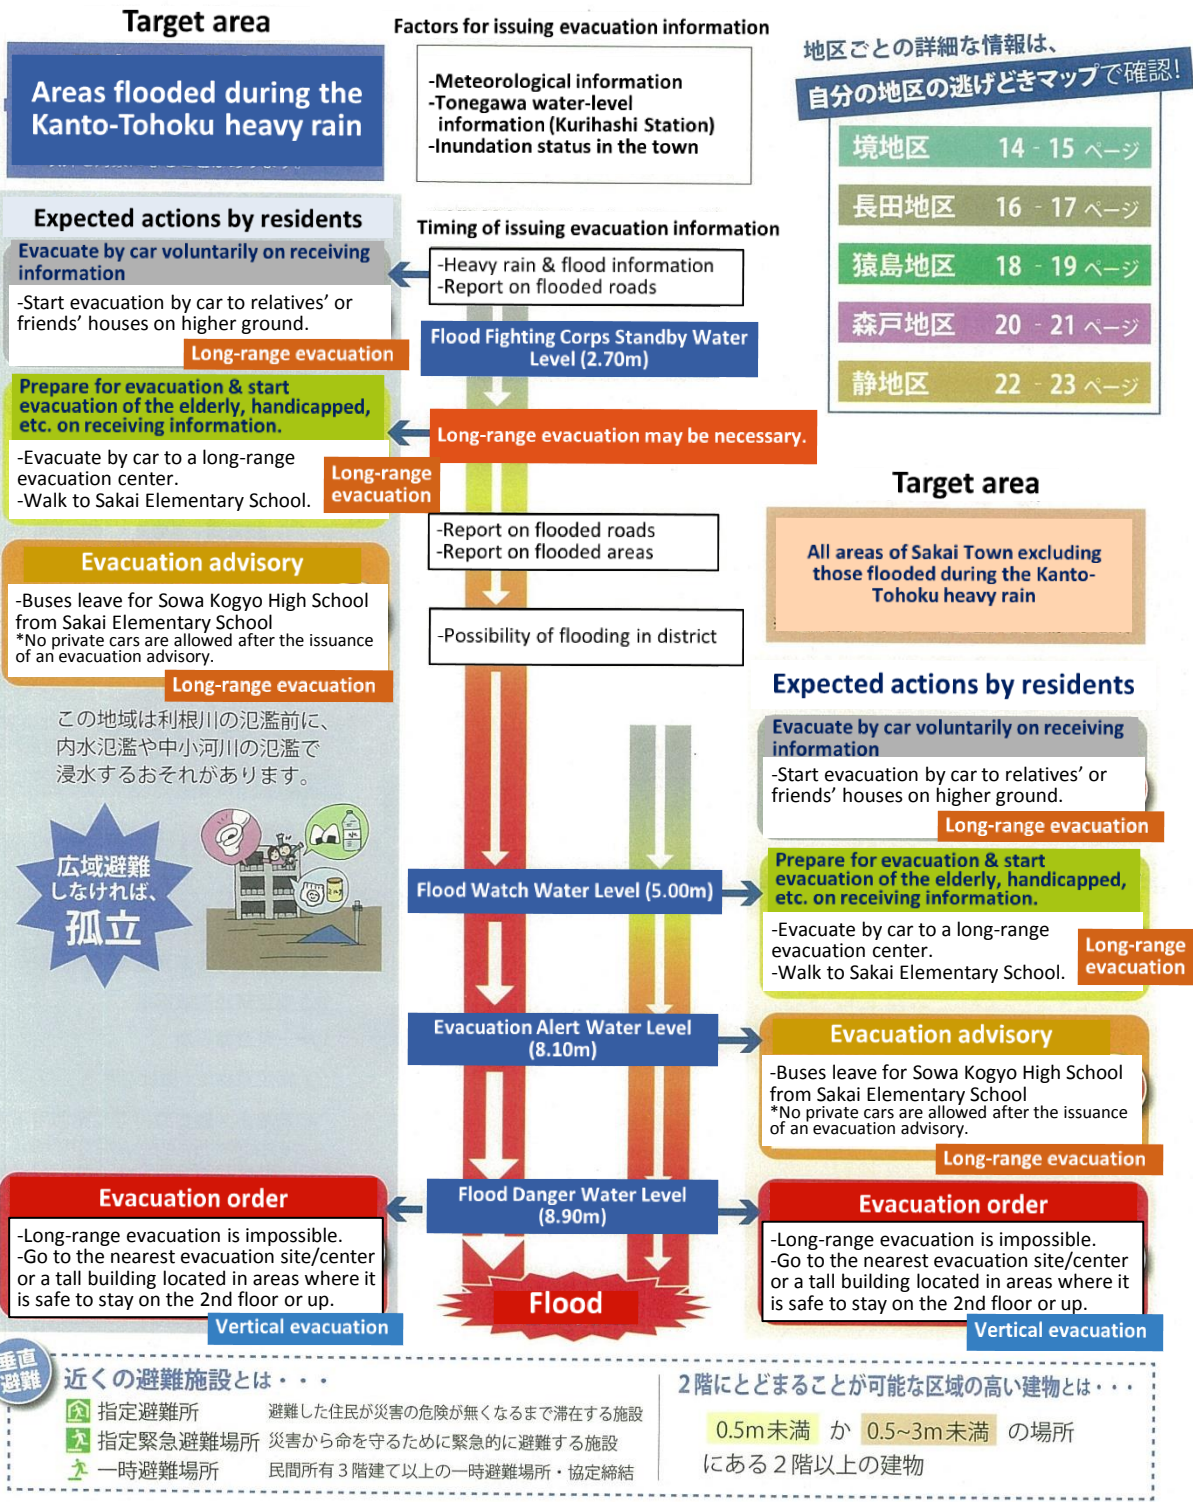 Target area
Areas flooded during the
Kanto-Tohoku heavy rain
Factors for issuing evacuation information
-Meteorological information
-Tonegawa water-level
information (Kurihashi Station)
-Inundation status in the town
地区ごとの詳細な情報は、
自分の地区の逃げどきマップで確認!
境地区 14 - 15 ページ
長田地区 16 - 17 ページ
猿島地区 18 - 19 ページ
森戸地区 20 - 21 ページ
静地区 22 - 23 ページ
Expected actions by residents
Evacuate by car voluntarily on receiving
information
-Start evacuation by car to relatives’ or
friends’ houses on higher ground.
Long-range evacuation
Prepare for evacuation & start
evacuation of the elderly, handicapped,
etc. on receiving information.
-Evacuate by car to a long-range
evacuation center.
-Walk to Sakai Elementary School.
Long-range
evacuation
Evacuation advisory
-Buses leave for Sowa Kogyo High School
from Sakai Elementary School
*No private cars are allowed after the issuance
of an evacuation advisory.
Long-range evacuation
この地域は利根川の氾濫前に、
内水氾濫や中小河川の氾濫で
浸水するおそれがあります。
広域避難
しなければ、
孤立
Evacuation order
-Long-range evacuation is impossible.
-Go to the nearest evacuation site/center
or a tall building located in areas where it
is safe to stay on the 2nd floor or up.
Vertical evacuation
Timing of issuing evacuation information
-Heavy rain & flood information
-Report on flooded roads
Flood Fighting Corps Standby Water
Level (2.70m)
Long-range evacuation may be necessary.
-Report on flooded roads
-Report on flooded areas
-Possibility of flooding in district
Flood Watch Water Level (5.00m)
Evacuation Alert Water Level
(8.10m)
Flood Danger Water Level
(8.90m)
Flood
Target area
All areas of Sakai Town excluding
those flooded during the Kanto-
Tohoku heavy rain
Expected actions by residents
Evacuate by car voluntarily on receiving
information
-Start evacuation by car to relatives’ or
friends’ houses on higher ground.
Long-range evacuation
Prepare for evacuation & start
evacuation of the elderly, handicapped,
etc. on receiving information.
-Evacuate by car to a long-range
evacuation center.
-Walk to Sakai Elementary School.
Long-range
evacuation
Evacuation advisory
-Buses leave for Sowa Kogyo High School
from Sakai Elementary School
*No private cars are allowed after the issuance
of an evacuation advisory.
Long-range evacuation
Evacuation order
-Long-range evacuation is impossible.
-Go to the nearest evacuation site/center
or a tall building located in areas where it
is safe to stay on the 2nd floor or up.
Vertical evacuation
垂直
避難
近くの避難施設とは・・・
指定避難所 避難した住民が災害の危険が無くなるまで滞在する施設
指定緊急避難場所 災害から命を守るために緊急的に避難する施設
一時避難場所 民間所有3階建て以上の一時避難場所・協定締結
2階にとどまることが可能な区域の高い建物とは・・・
0.5m未満 か 0.5~3m未満 の場所
にある2階以上の建物